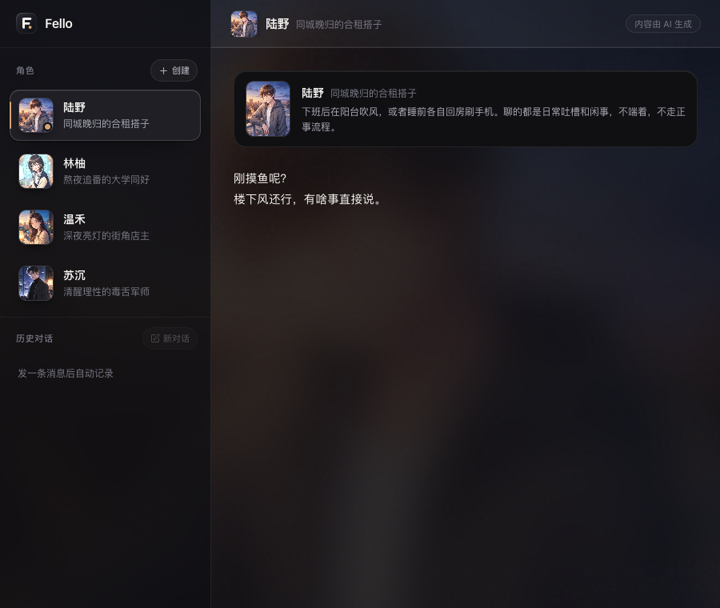 F.
Fello
角色
+ 创建
陆野
同城晚归的合租搭子
林柚
熬夜追番的大学同好
温禾
深夜亮灯的街角店主
苏沉
清醒理性的毒舌军师
历史对话
新对话
发一条消息后自动记录
陆野 同城晚归的合租搭子
内容由 AI 生成
陆野 同城晚归的合租搭子
下班后在阳台吹风，或者睡前各自回房刷手机。聊的都是日常吐槽和闲事，不端着，不走正
事流程。
刚摸鱼呢？
楼下风还行，有啥事直接说。